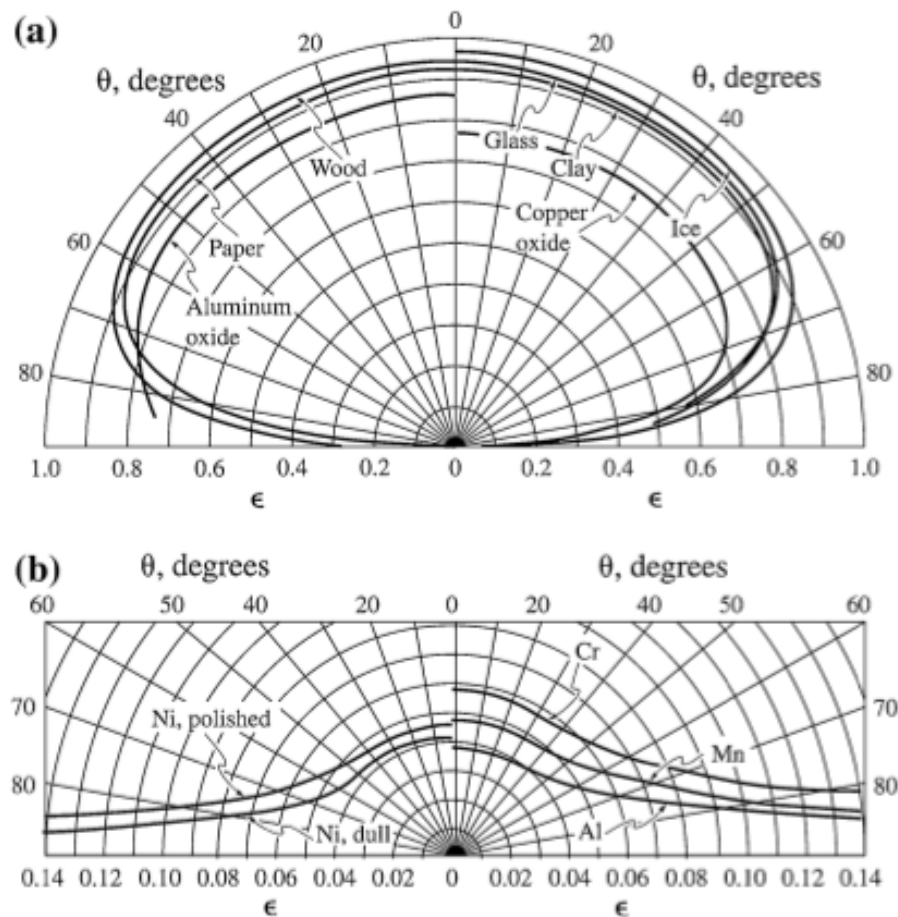 (a)
0
20 20
θ, degrees θ, degrees
40 40
Glass
Wood Clay
Copper
oxide
Ice
60 60
Paper
Aluminum
oxide
80 80
1.0 0.8 0.6 0.4 0.2 0 0.2 0.4 0.6 0.8 1.0
ϵ ϵ
(b)
θ, degrees θ, degrees
60 50 40 20 0 20 40 50 60
Cr
70 70
Ni, polished
Mn
80 80
Ni, dull Al
0.14 0.12 0.10 0.08 0.06 0.04 0.02 0 0.02 0.04 0.06 0.08 0.10 0.12 0.14
ϵ ϵ